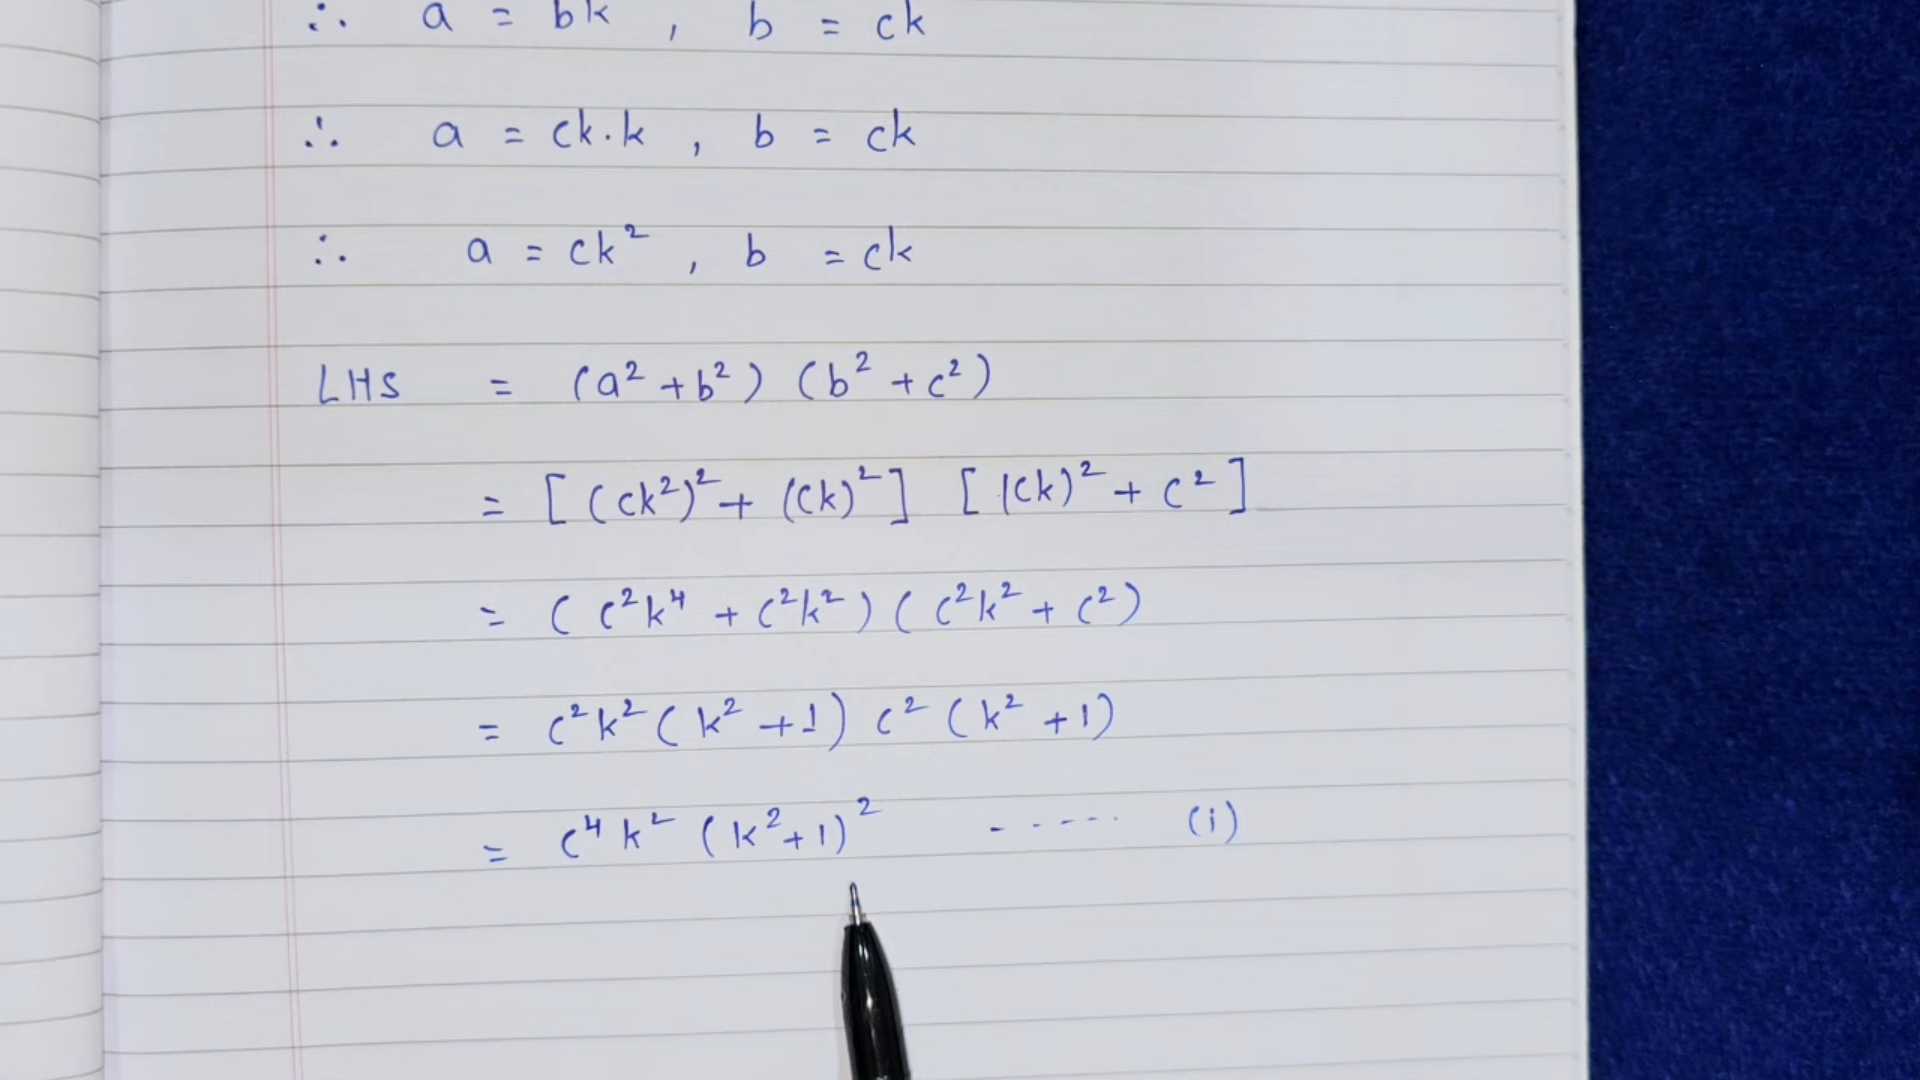 ∴ a = bk , b = ck
∴ a = ck.k , b = ck
∴ a = ck² , b = ck
LHS = (a² + b²) (b² + c²)
= [(ck²)² + (ck)²] [(ck)² + c²]
= (c²k⁴ + c²k²) (c²k² + c²)
= c²k² (k² + 1) c² (k² + 1)
= c⁴k² (k² + 1)² ...... (i)